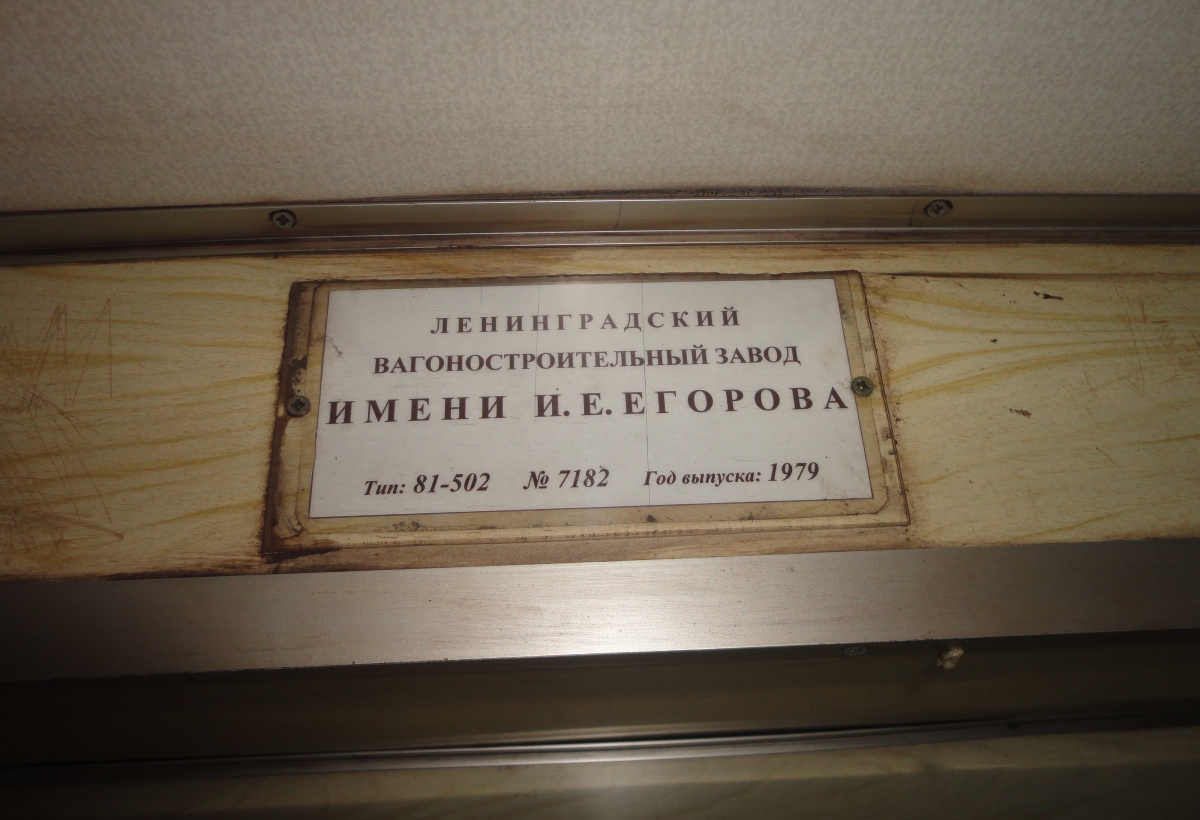 ЛЕНИНГРАДСКИЙ
ВАГОНОСТРОИТЕЛЬНЫЙ ЗАВОД
ИМЕНИ И. Е. ЕГОРОВА
Тип: 81-502 № 7182 Год выпуска: 1979